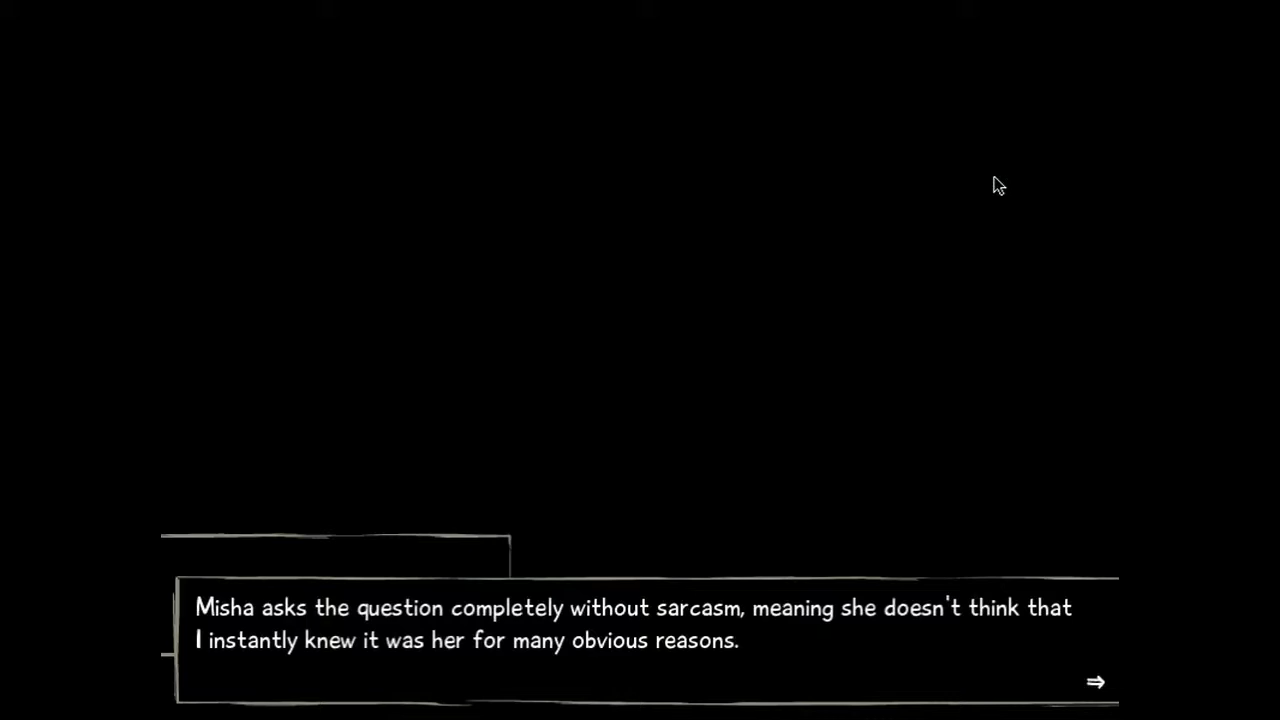 Misha asks the question completely without sarcasm, meaning she doesn't think that
I instantly knew it was her for many obvious reasons.